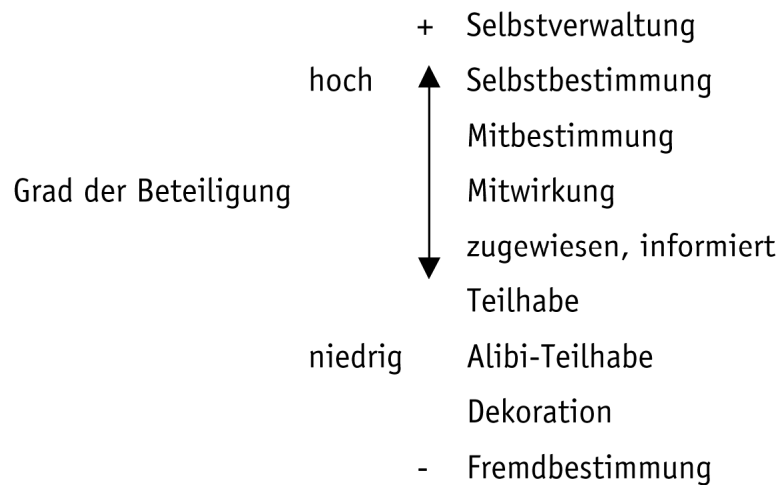 + Selbstverwaltung
hoch Selbstbestimmung
Mitbestimmung
Grad der Beteiligung Mitwirkung
zugewiesen, informiert
Teilhabe
niedrig Alibi-Teilhabe
Dekoration
- Fremdbestimmung